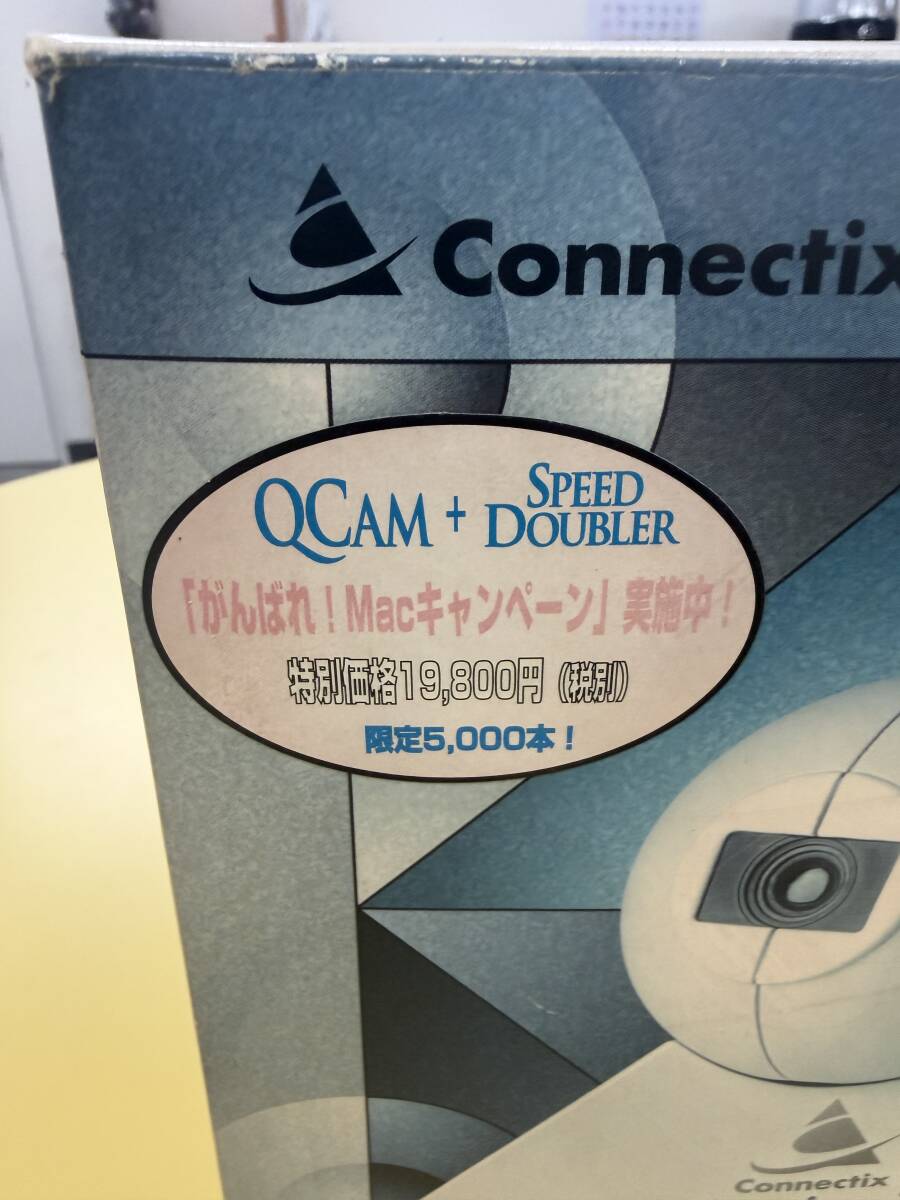 Connectix
QCAM + SPEED DOUBLER
「がんばれ！Macキャンペーン」実施中！
特別価格19,800円（税別）
限定5,000本！
Connectix